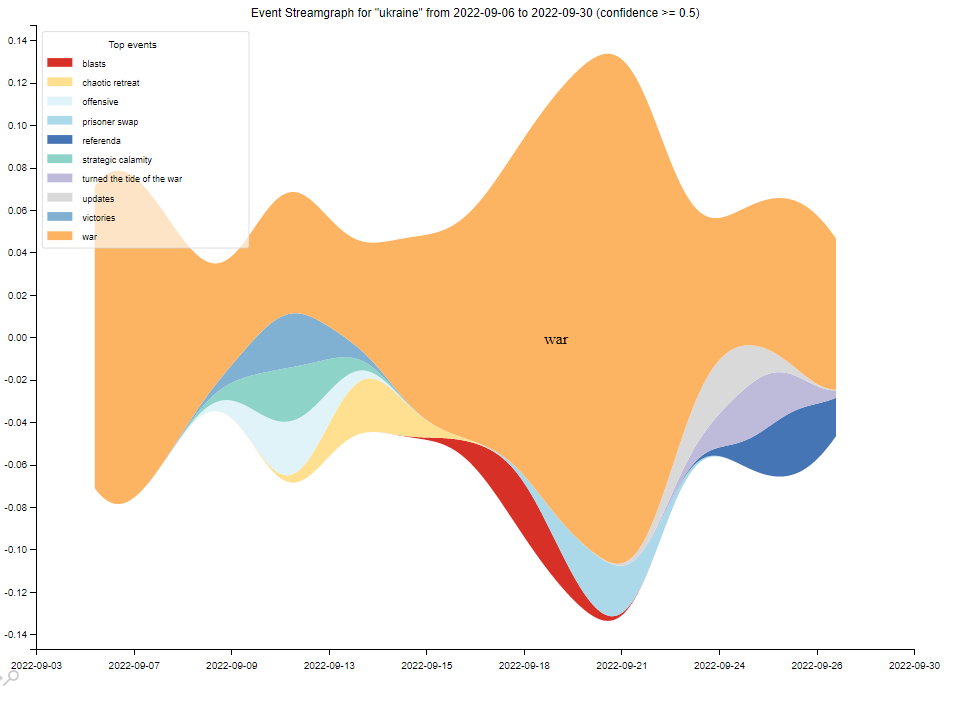 Event Streamgraph for "ukraine" from 2022-09-06 to 2022-09-30 (confidence >= 0.5)
0.14
0.12
0.10
0.08
0.06
0.04
0.02
0.00
-0.02
-0.04
-0.06
-0.08
-0.10
-0.12
-0.14
Top events
blasts
chaotic retreat
offensive
prisoner swap
referenda
strategic calamity
turned the tide of the war
updates
victories
war
war
2022-09-03 2022-09-07 2022-09-09 2022-09-13 2022-09-15 2022-09-18 2022-09-21 2022-09-24 2022-09-26 2022-09-30